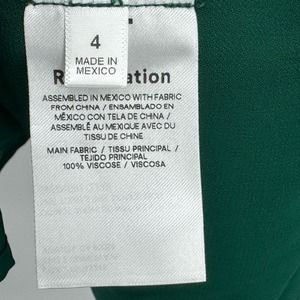 4
MADE IN
MEXICO
ASSEMBLED IN MEXICO WITH FABRIC
FROM CHINA / ENSAMBLADO EN
MÉXICO CON TELA DE CHINA /
ASSEMBLÉ AU MEXIQUE AVEC DU
TISSU DE CHINE
MAIN FABRIC / TISSU PRINCIPAL /
TEJIDO PRINCIPAL
100% VISCOSE / VISCOSA